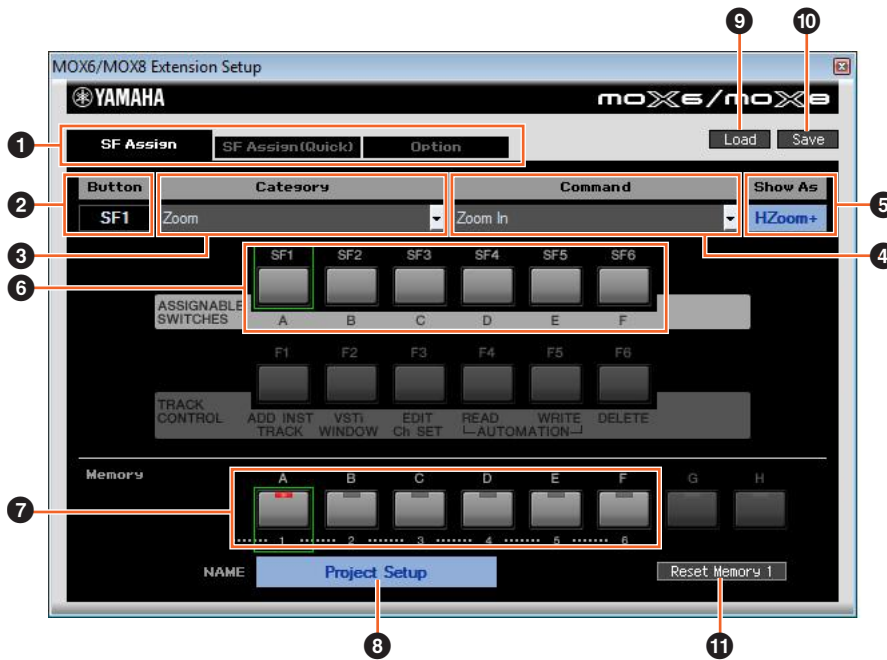 9 10
MOX6/MOX8 Extension Setup
YAMAHA
moX6/moX8
1
SF Assign SF Assign(Quick) Option
Load Save
Button Category Command Show As
2
SF1 Zoom Zoom In HZoom+
5
3
4
6
SF1 SF2 SF3 SF4 SF5 SF6
ASSIGNABLE
SWITCHES
A B C D E F
F1 F2 F3 F4 F5 F6
TRACK
CONTROL
ADD INST
TRACK
VSTi
WINDOW
EDIT
Ch SET
READ WRITE
AUTOMATION
DELETE
Memory
A B C D E F G H
7
1 2 3 4 5 6
NAME Project Setup Reset Memory 1
8 11